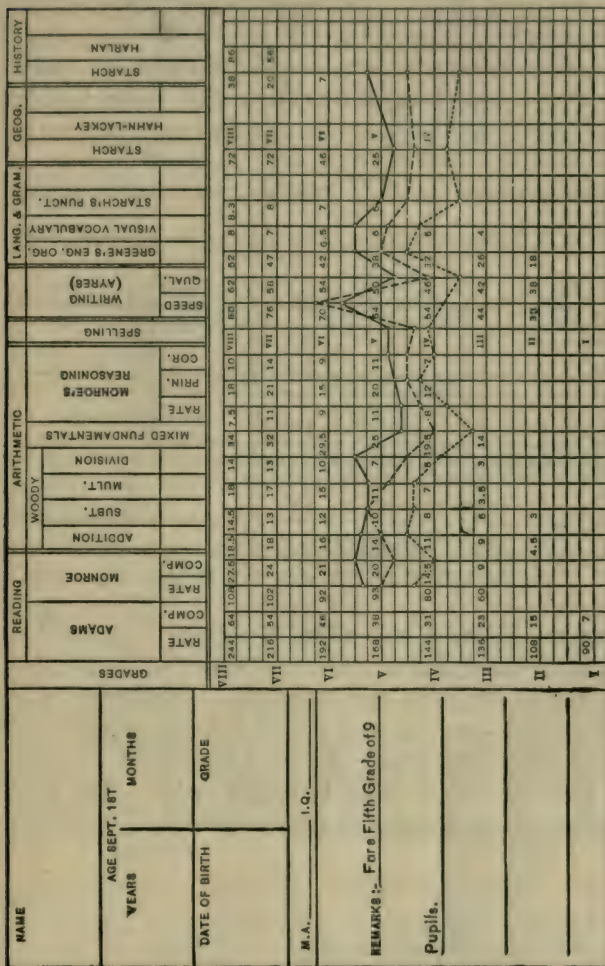 NAME
AGE SEPT. 1ST
YEARS
MONTHS
DATE OF BIRTH
GRADE
M.A.
I.Q.
REMARKS:- For a Fifth Grade of 9
Pupils.
GRADES
READING
ADAMS
RATE
COMP.
MONROE
RATE
COMP.
ARITHMETIC
WOODY
ADDITION
SUBT.
MULT.
DIVISION
MIXED FUNDAMENTALS
MONROE'S REASONING
RATE
PRIN.
COR.
SPELLING
WRITING (AYRES)
SPEED
QUAL.
LANG. & GRAM.
GREENE'S ENG. ORG.
VISUAL VOCABULARY
STARCH'S PUNCT.
GEOG.
STARCH
HAHN-LACKEY
HISTORY
STARCH
HARLAN
VIII 244 64 108 27.5 18.5 14.5 18 14 34 7.5 18 10 VIII 80 62 52 8 8.3 72 VIII 38 86
VII 216 54 102 24 18 13 17 13 32 11 21 14 VII 76 58 47 7 8 72 VII 20 56
VI 192 46 92 21 16 12 15 10 29.5 9 15 9 VI 70 54 42 6.5 7 46 VI 7
V 168 38 93 20 14 10 11 7 25 11 20 11 V 64 50 38 6 6 25 V
IV 144 31 80 14.5 11 8 7 5 19.5 8 12 7 IV 54 46 32 5 IV
III 136 23 60 9 9 6 3.5 3 14 III 44 42 26 4
II 108 15 4.5 3 II 30 38 18
I 90 7 I